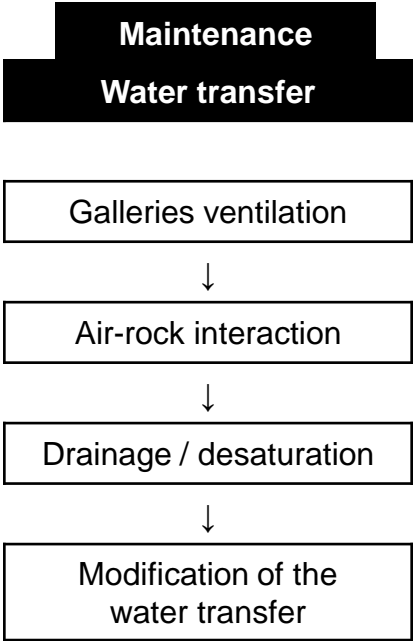 Maintenance
Water transfer
Galleries ventilation
↓
Air-rock interaction
↓
Drainage / desaturation
↓
Modification of the
water transfer